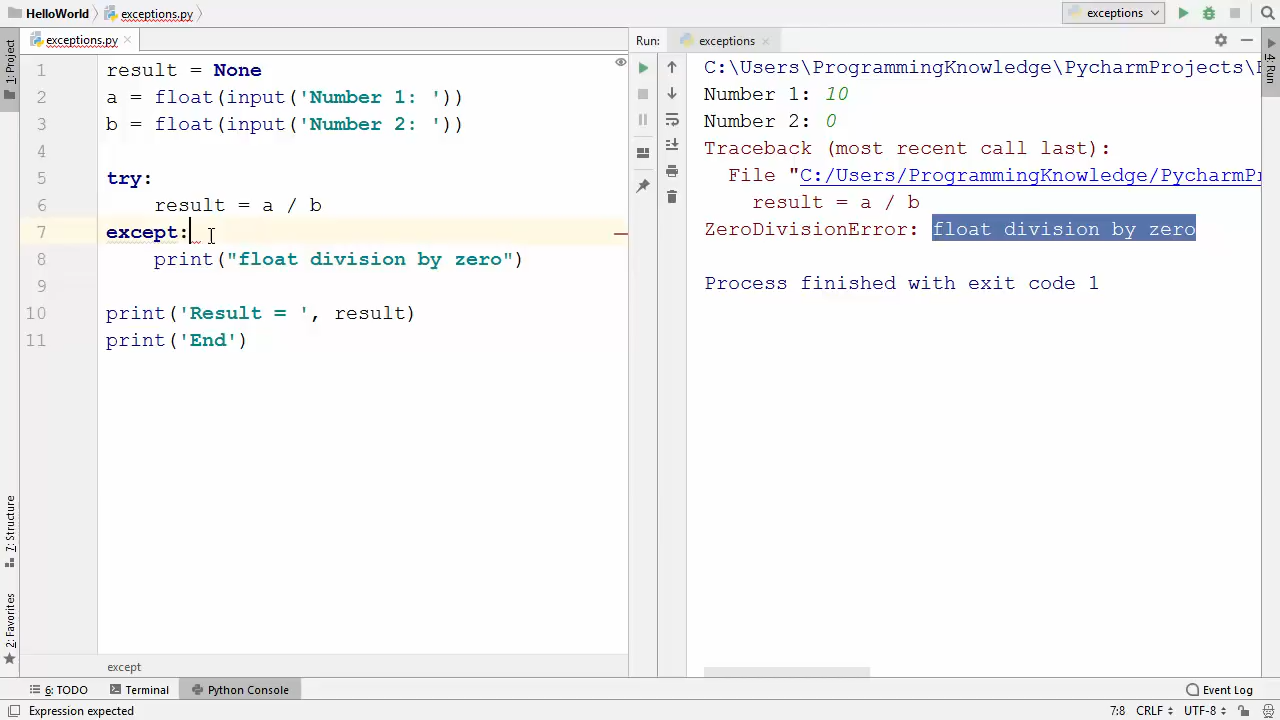 HelloWorld exceptions.py
exceptions
exceptions.py
Run: exceptions
1: Project
4: Run
1 result = None
2 a = float(input('Number 1: '))
3 b = float(input('Number 2: '))
4
5 try:
6 result = a / b
7 except:
8 print("float division by zero")
9
10 print('Result = ', result)
11 print('End')
C:\Users\ProgrammingKnowledge\PycharmProjects\
Number 1: 10
Number 2: 0
Traceback (most recent call last):
File "C:/Users/ProgrammingKnowledge/PycharmPr
result = a / b
ZeroDivisionError: float division by zero
Process finished with exit code 1
7: Structure
2: Favorites
except
6: TODO Terminal Python Console Event Log
Expression expected 7:8 CRLF UTF-8